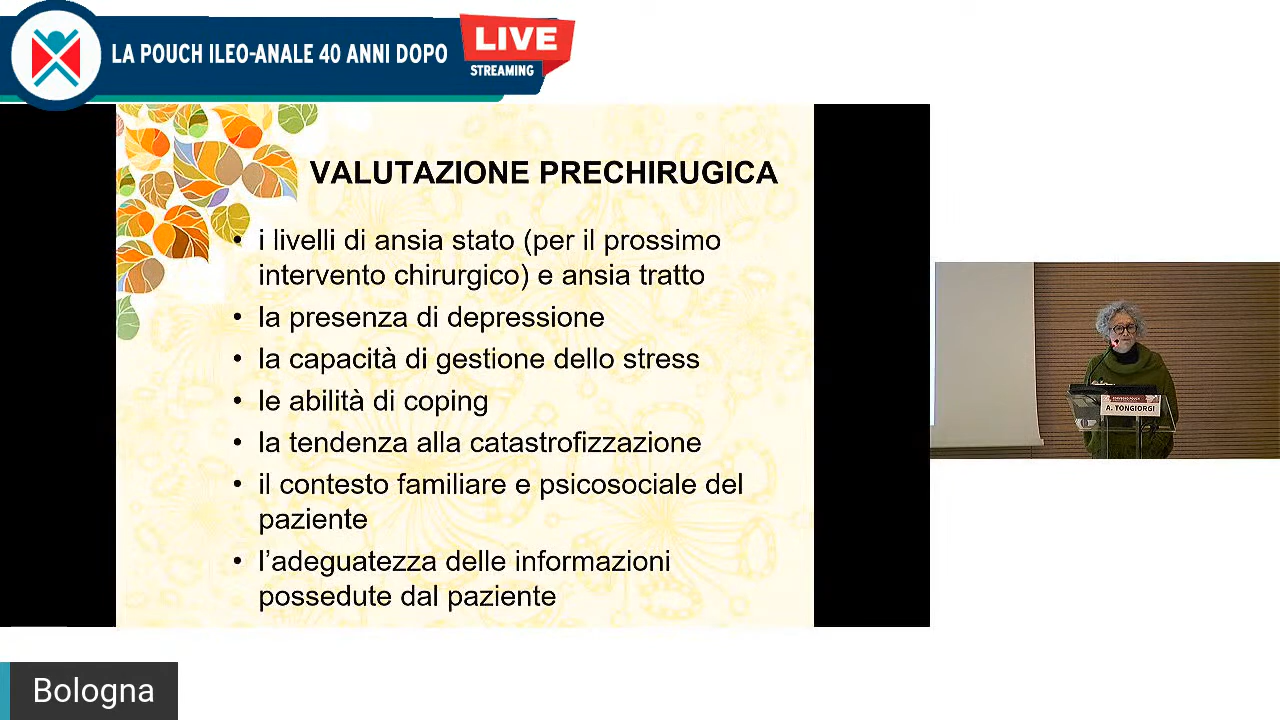 LA POUCH ILEO-ANALE 40 ANNI DOPO
LIVE
STREAMING
VALUTAZIONE PRECHIRUGICA
• i livelli di ansia stato (per il prossimo
intervento chirurgico) e ansia tratto
• la presenza di depressione
• la capacità di gestione dello stress
• le abilità di coping
• la tendenza alla catastrofizzazione
• il contesto familiare e psicosociale del
paziente
• l’adeguatezza delle informazioni
possedute dal paziente
A. TONGIORGI
Bologna